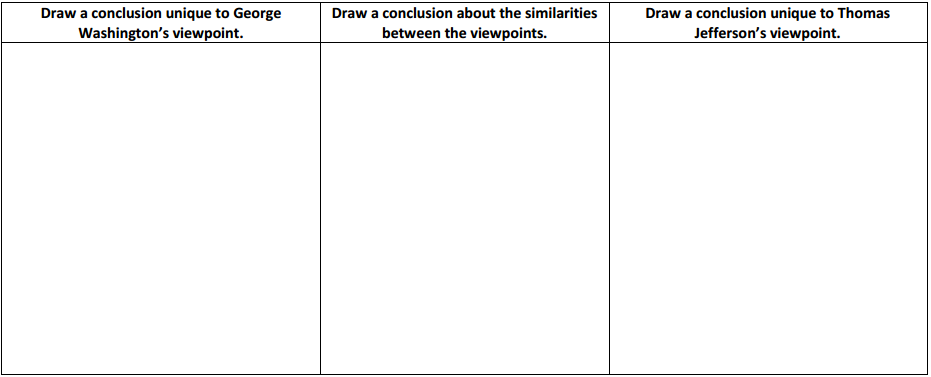 Draw a conclusion unique to George
Washington’s viewpoint.
Draw a conclusion about the similarities
between the viewpoints.
Draw a conclusion unique to Thomas
Jefferson’s viewpoint.